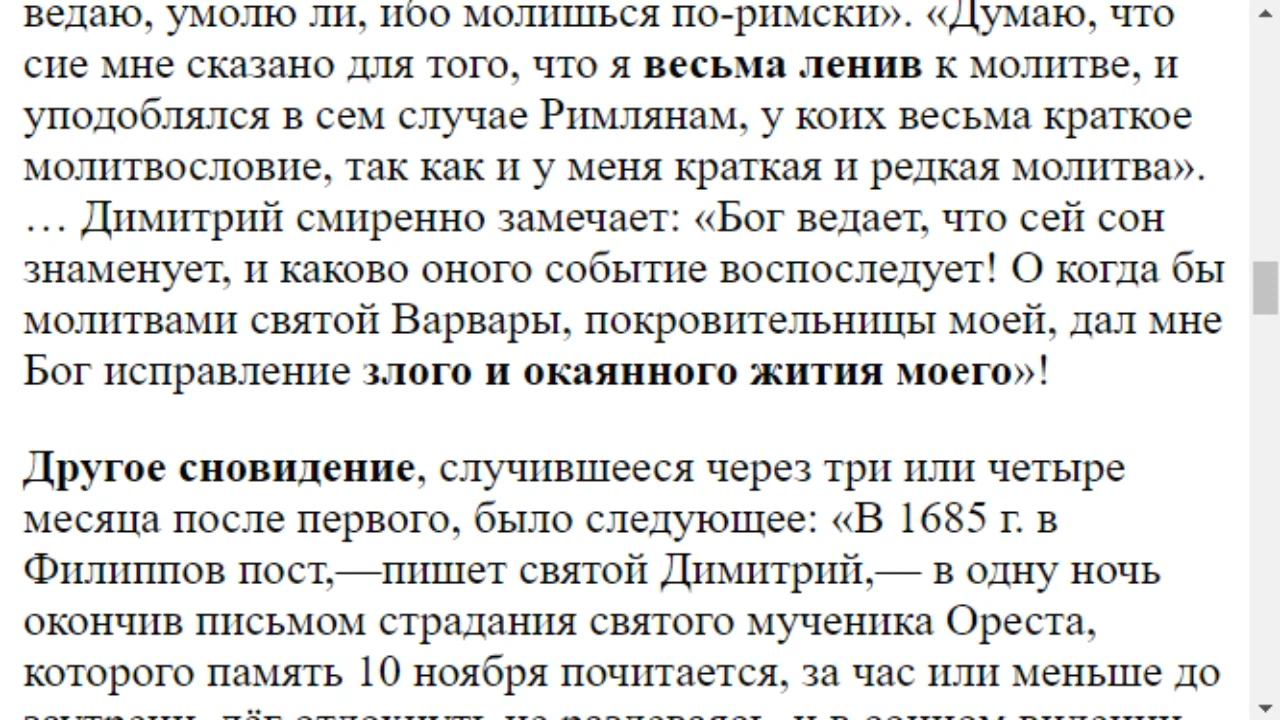 ведаю, умолю ли, ибо молишься по-римски». «Думаю, что
сие мне сказано для того, что я весьма ленив к молитве, и
уподоблялся в сем случае Римлянам, у коих весьма краткое
молитвословие, так как и у меня краткая и редкая молитва».
… Димитрий смиренно замечает: «Бог ведает, что сей сон
знаменует, и каково оного событие воспоследует! О когда бы
молитвами святой Варвары, покровительницы моей, дал мне
Бог исправление злого и окаянного жития моего»!
Другое сновидение, случившееся через три или четыре
месяца после первого, было следующее: «В 1685 г. в
Филиппов пост,—пишет святой Димитрий,— в одну ночь
окончив письмом страдания святого мученика Ореста,
которого память 10 ноября почитается, за час или меньше до